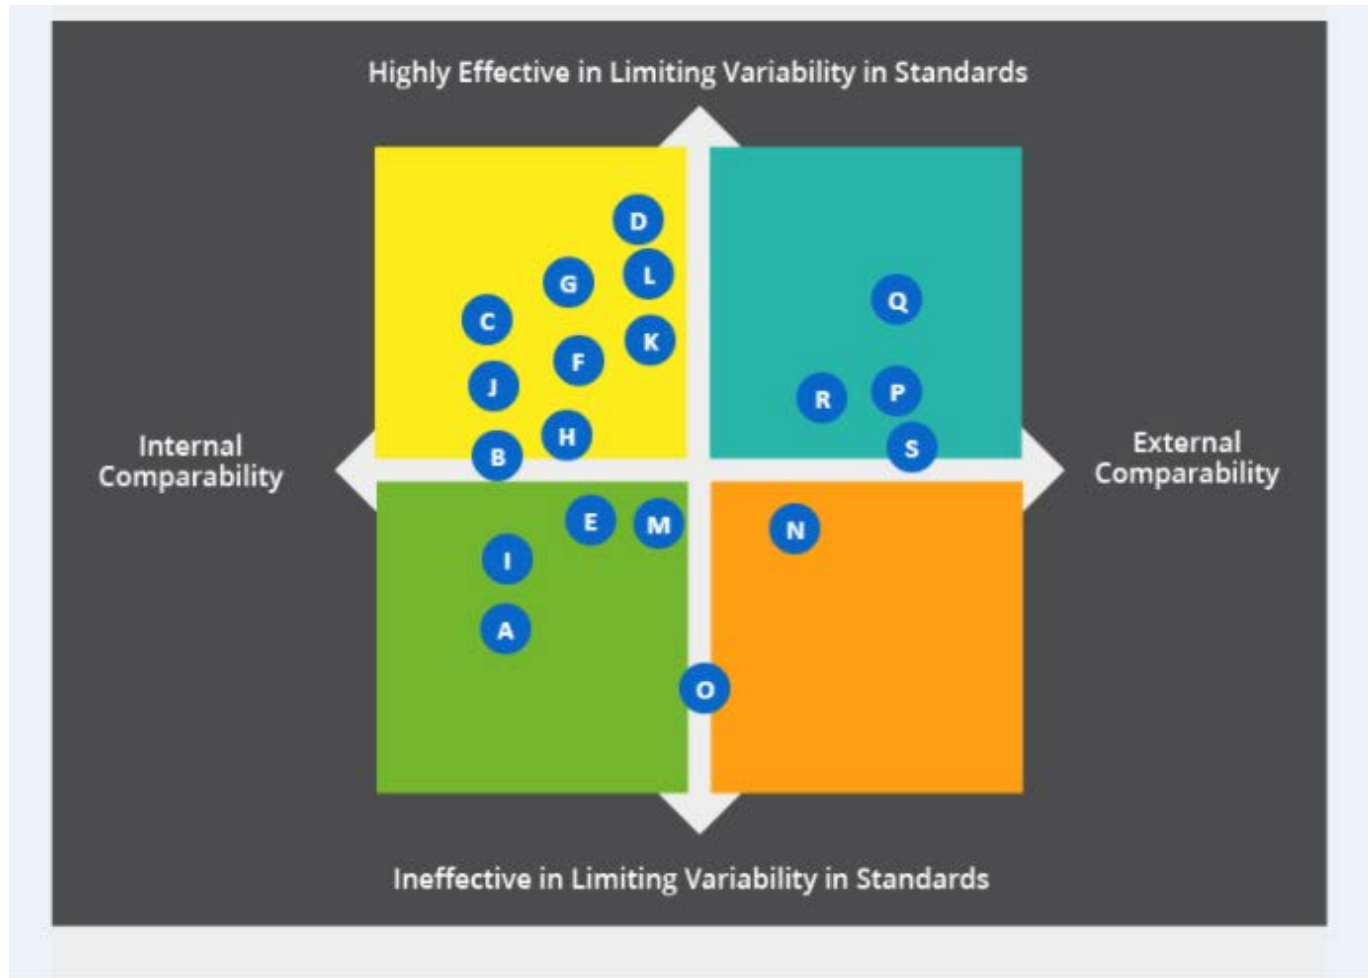 Highly Effective in Limiting Variability in Standards
D
L
G
Q
C
K
F
J
P
R
H
Internal
Comparability
B
S
External
Comparability
E
M
N
I
A
O
Ineffective in Limiting Variability in Standards